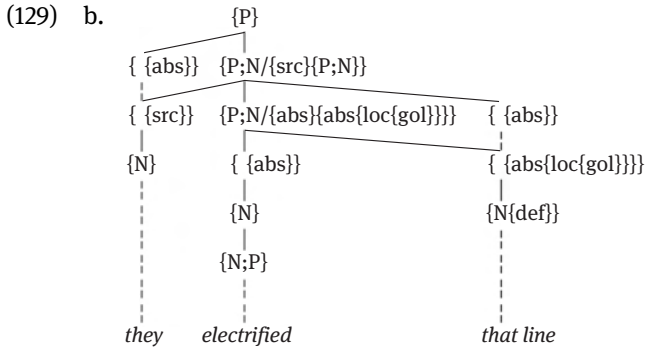 (129) b. {P}
{ {abs}} {P;N/{src}{P;N}}
{ {src}} {P;N/{abs}{abs{loc{gol}}}} { {abs}}
{N} { {abs}} { {abs{loc{gol}}}}
{N} {N{def}}
{N;P}
they electrified that line